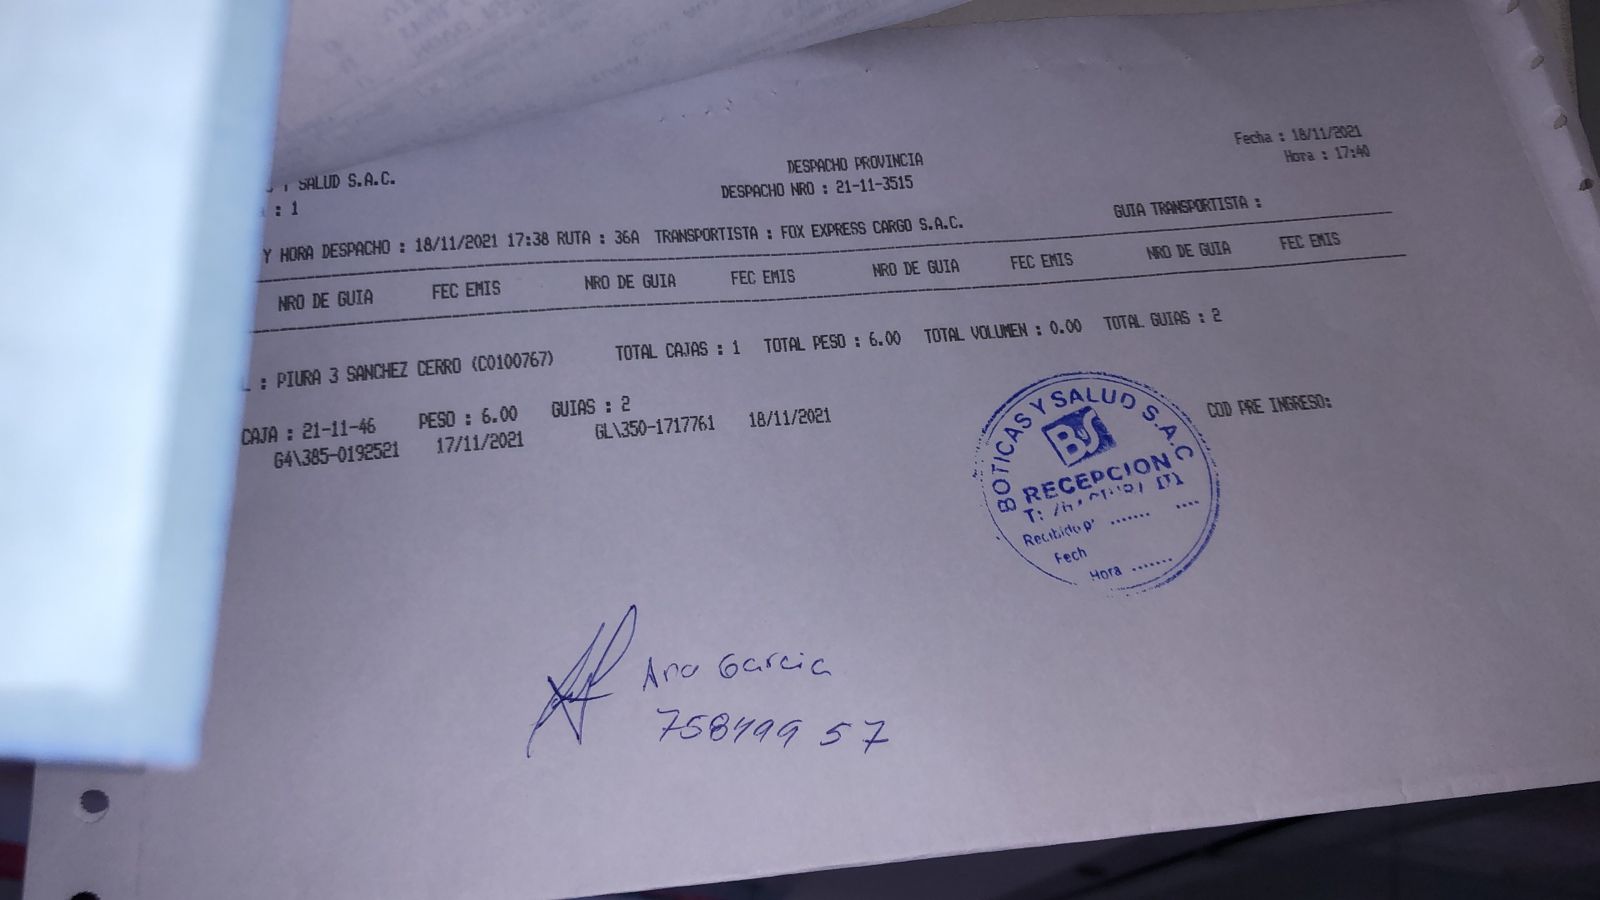 Y SALUD S.A.C.
: 1
DESPACHO PROVINCIA
DESPACHO NRO : 21-11-3515
Fecha : 18/11/2021
Hora : 17:40
Y HORA DESPACHO : 18/11/2021 17:38 RUTA : 36A TRANSPORTISTA : FOX EXPRESS CARGO S.A.C.
GUIA TRANSPORTISTA :
NRO DE GUIA FEC EMIS NRO DE GUIA FEC EMIS NRO DE GUIA FEC EMIS NRO DE GUIA FEC EMIS
L : PIURA 3 SANCHEZ CERRO (C0100767) TOTAL CAJAS : 1 TOTAL PESO : 6.00 TOTAL VOLUMEN : 0.00 TOTAL GUIAS : 2
CAJA : 21-11-46 PESO : 6.00 GUIAS : 2
COD PRE INGRESO:
G4\385-0192521 17/11/2021 GL\350-1717761 18/11/2021
BOTICAS Y SALUD S.A.C
BS
RECEPCION
Recibido p
Fech
Hora .......
Ana Garcia